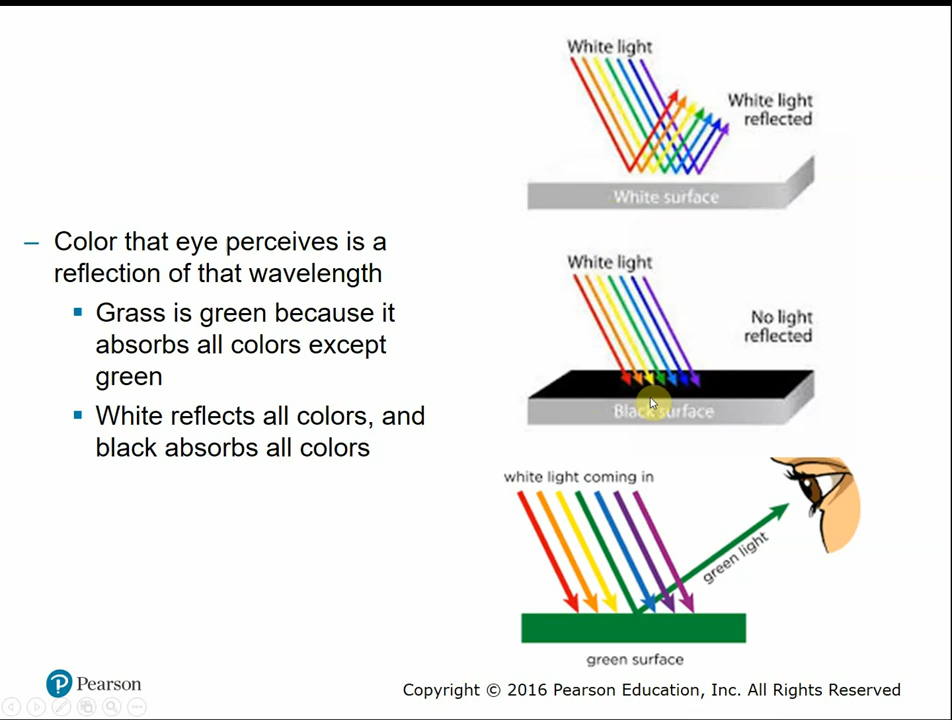 – Color that eye perceives is a
reflection of that wavelength
▪ Grass is green because it
absorbs all colors except
green
▪ White reflects all colors, and
black absorbs all colors
White light
White light
reflected
White surface
White light
No light
reflected
Black surface
white light coming in
green light
green surface
Pearson
Copyright © 2016 Pearson Education, Inc. All Rights Reserved